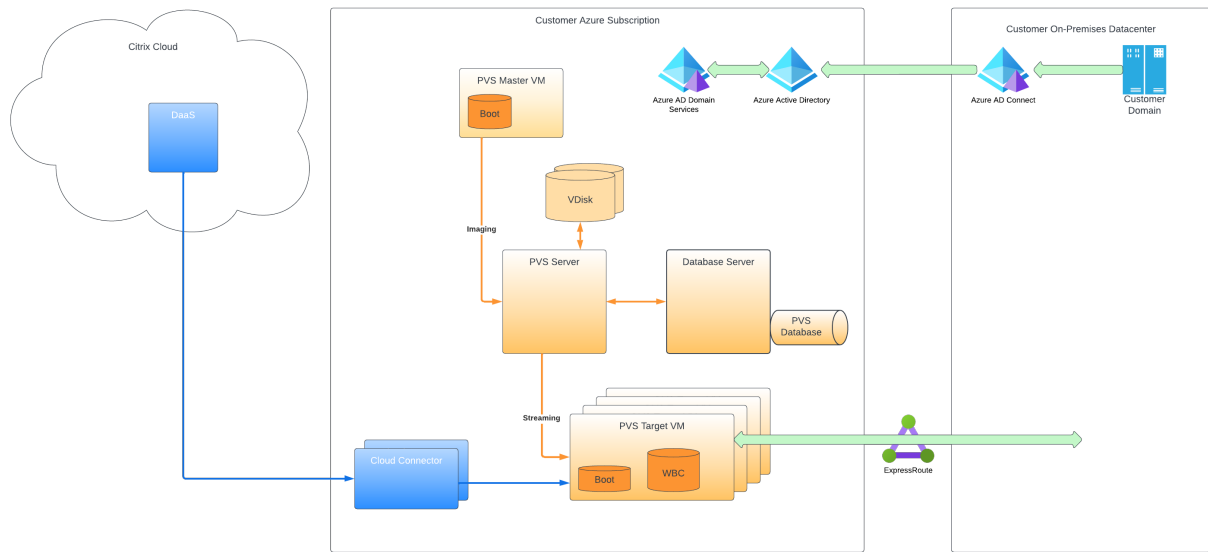 Citrix Cloud
DaaS
Customer Azure Subscription
Customer On-Premises Datacenter
PVS Master VM
Boot
Azure AD Domain
Services
Azure Active Directory
Azure AD Connect
Customer
Domain
VDisk
Imaging
PVS Server
Database Server
PVS
Database
Streaming
PVS Target VM
Cloud Connector
Boot
WBC
ExpressRoute